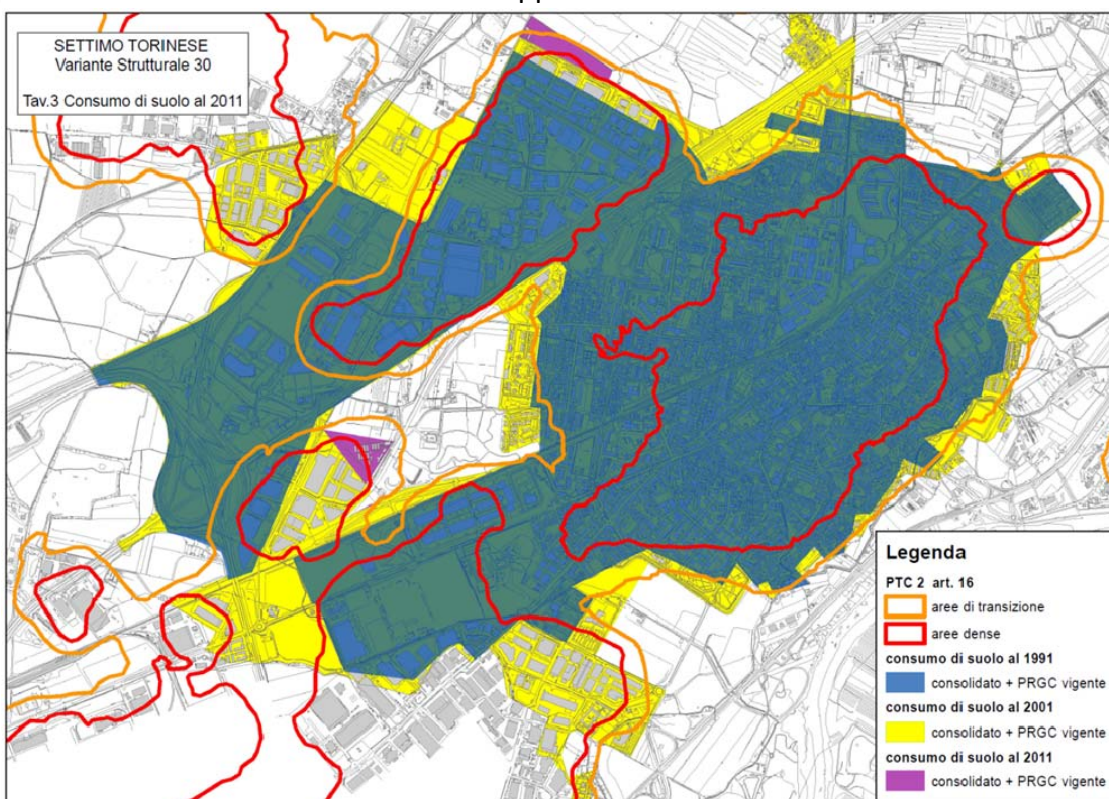 SETTIMO TORINESE
Variante Strutturale 30
Tav.3 Consumo di suolo al 2011
Legenda
PTC 2 art. 16
aree di transizione
aree dense
consumo di suolo al 1991
consolidato + PRGC vigente
consumo di suolo al 2001
consolidato + PRGC vigente
consumo di suolo al 2011
consolidato + PRGC vigente